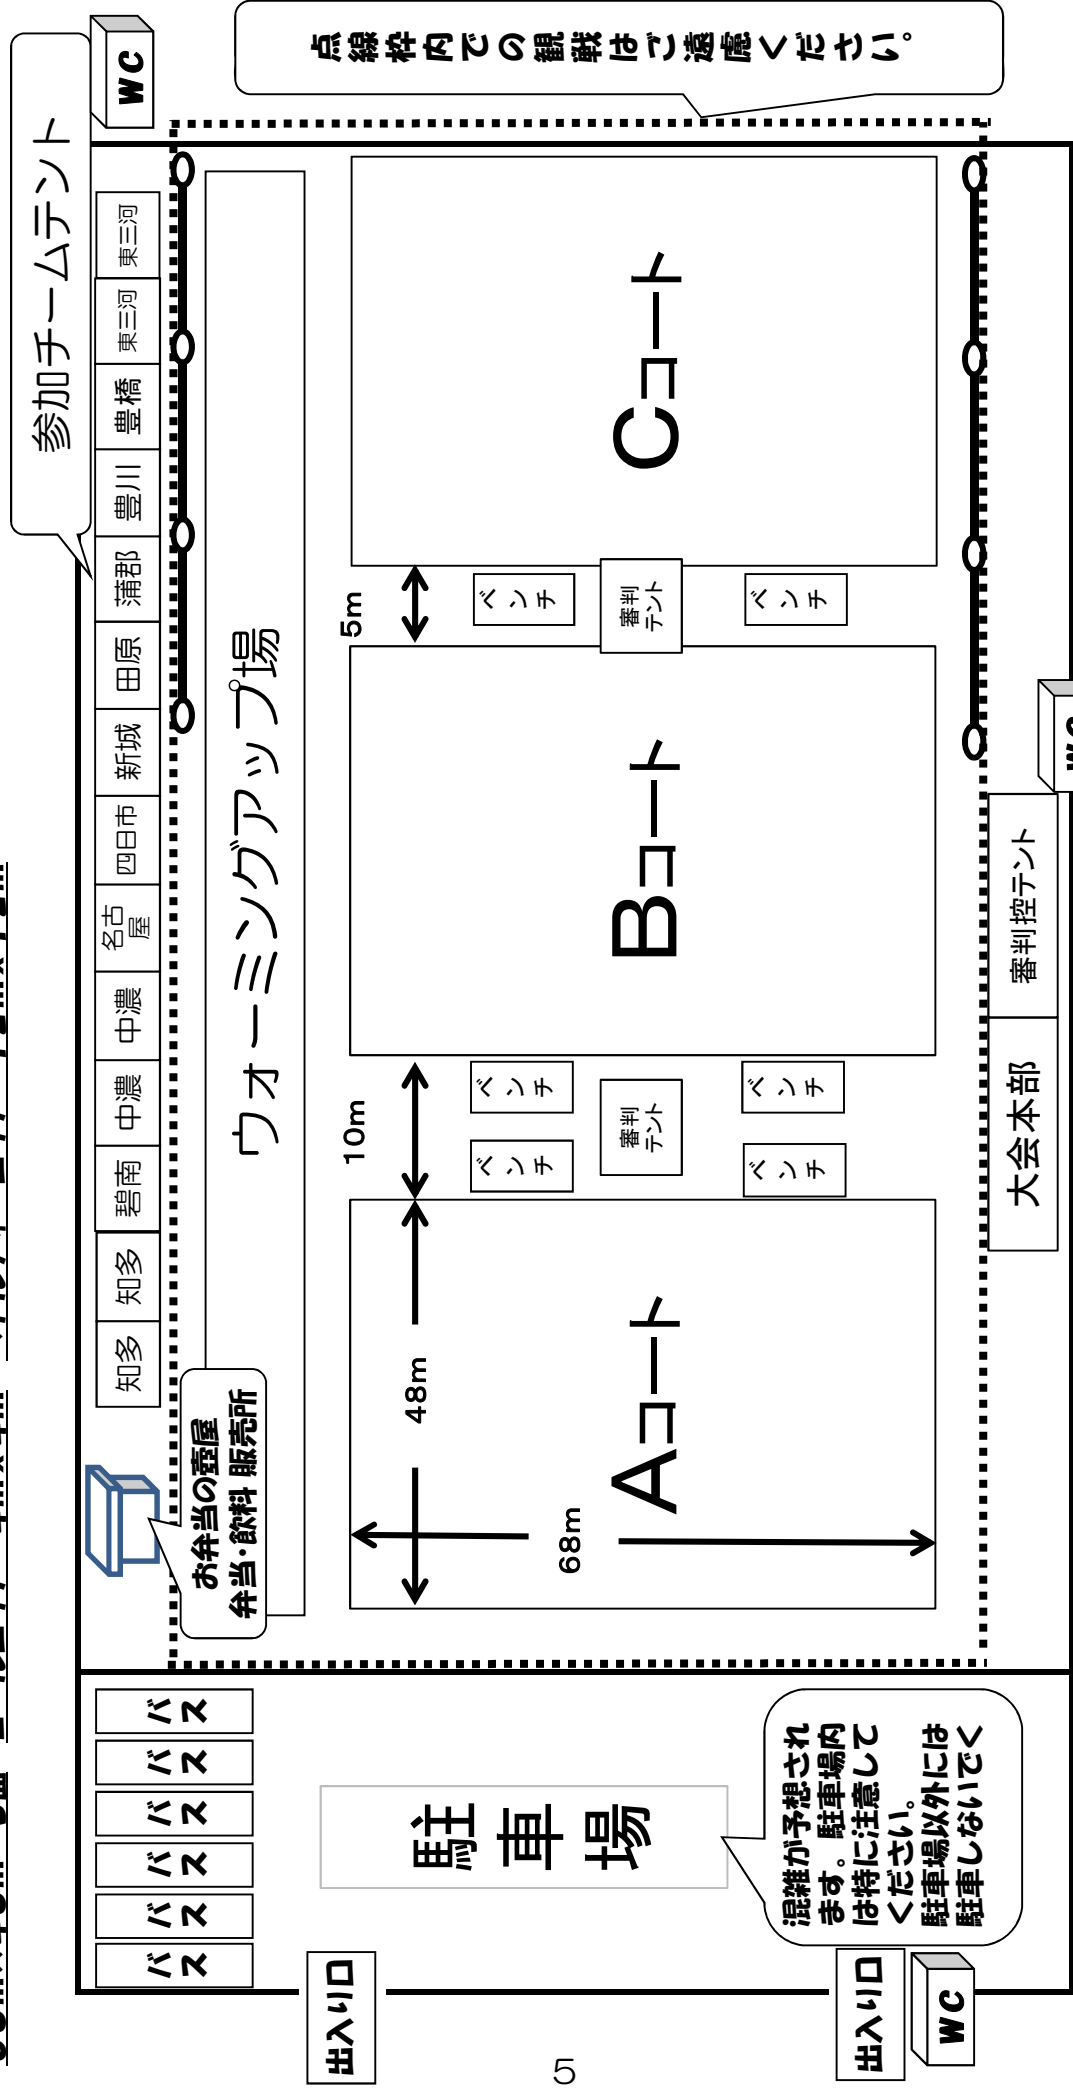 点線枠内での観戦はご遠慮ください。
参加チームテント
WC
知多
知多
碧南
中濃
中濃
名古
屋
四日市
新城
田原
蒲郡
豊川
豊橋
東三河
東三河
お弁当の壺屋
弁当・飲料 販売所
ウォーミングアップ場
バス
バス
バス
バス
バス
バス
駐車場
48m
10m
5m
68m
Aコート
Bコート
Cコート
ベンチ
ベンチ
ベンチ
審判
テント
審判
テント
ベンチ
ベンチ
ベンチ
混雑が予想され
ます。駐車場内
は特に注意して
ください。
駐車場以外には
駐車しないでく
出入り口
出入り口
WC
大会本部
審判控テント
5